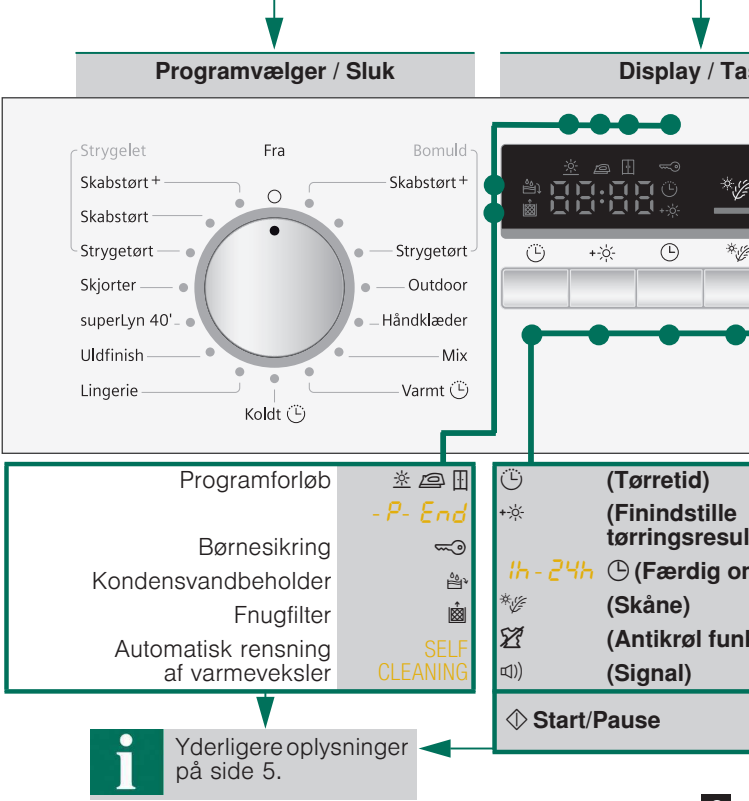 Programvælger / Sluk
Display / Ta
Strygelet
Fra
Bomuld
Skabstørt+
Skabstørt+
Skabstørt
Strygetørt
Strygetørt
Skjorter
Outdoor
superLyn 40'
Håndklæder
Uldfinish
Mix
Lingerie
Varmt
Koldt
88:88
Programforløb
-P- End
Børnesikring
Kondensvandbeholder
Fnugfilter
Automatisk rensning
af varmeveksler
SELF
CLEANING
(Tørretid)
(Finindstille
tørringsresul
1h - 24h (Færdig o
(Skåne)
(Antikrøl funk
(Signal)
Start/Pause
Yderligere oplysninger
på side 5.